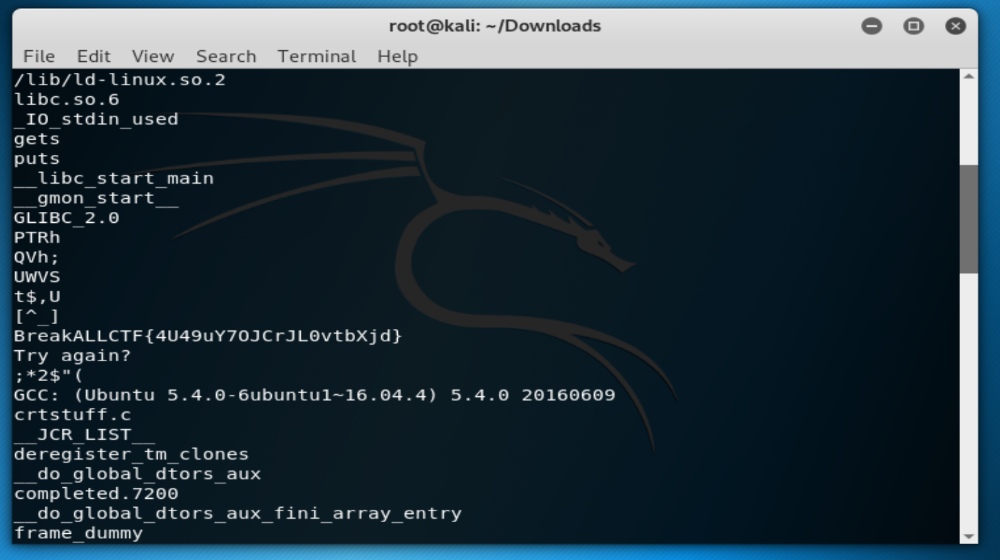 root@kali: ~/Downloads
File Edit View Search Terminal Help
/lib/ld-linux.so.2
libc.so.6
_IO_stdin_used
gets
puts
__libc_start_main
__gmon_start__
GLIBC_2.0
PTRh
QVh;
UWVS
t$,U
[^_]
BreakALLCTF{4U49uY7OJCrJL0vtbXjd}
Try again?
;*2$"(
GCC: (Ubuntu 5.4.0-6ubuntu1~16.04.4) 5.4.0 20160609
crtstuff.c
__JCR_LIST__
deregister_tm_clones
__do_global_dtors_aux
completed.7200
__do_global_dtors_aux_fini_array_entry
frame_dummy